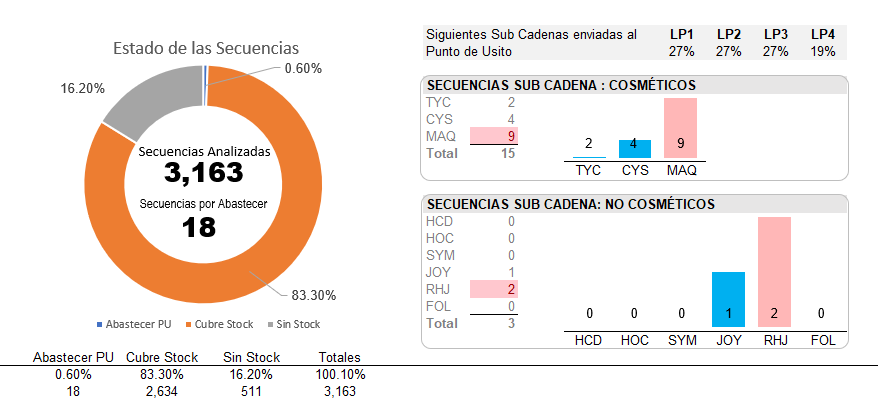 Siguientes Sub Cadenas enviadas al LP1 LP2 LP3 LP4
Punto de Usito 27% 27% 27% 19%
Estado de las Secuencias
0.60%
16.20%
Secuencias Analizadas
3,163
Secuencias por Abastecer
18
83.30%
Abastecer PU Cubre Stock Sin Stock
SECUENCIAS SUB CADENA : COSMÉTICOS
TYC 2
CYS 4
MAQ 9
Total 15
2 4 9
TYC CYS MAQ
SECUENCIAS SUB CADENA: NO COSMÉTICOS
HCD 0
HOC 0
SYM 0
JOY 1
RHJ 2
FOL 0
Total 3
0 0 0 1 2 0
HCD HOC SYM JOY RHJ FOL
Abastecer PU Cubre Stock Sin Stock Totales
0.60% 83.30% 16.20% 100.10%
18 2,634 511 3,163